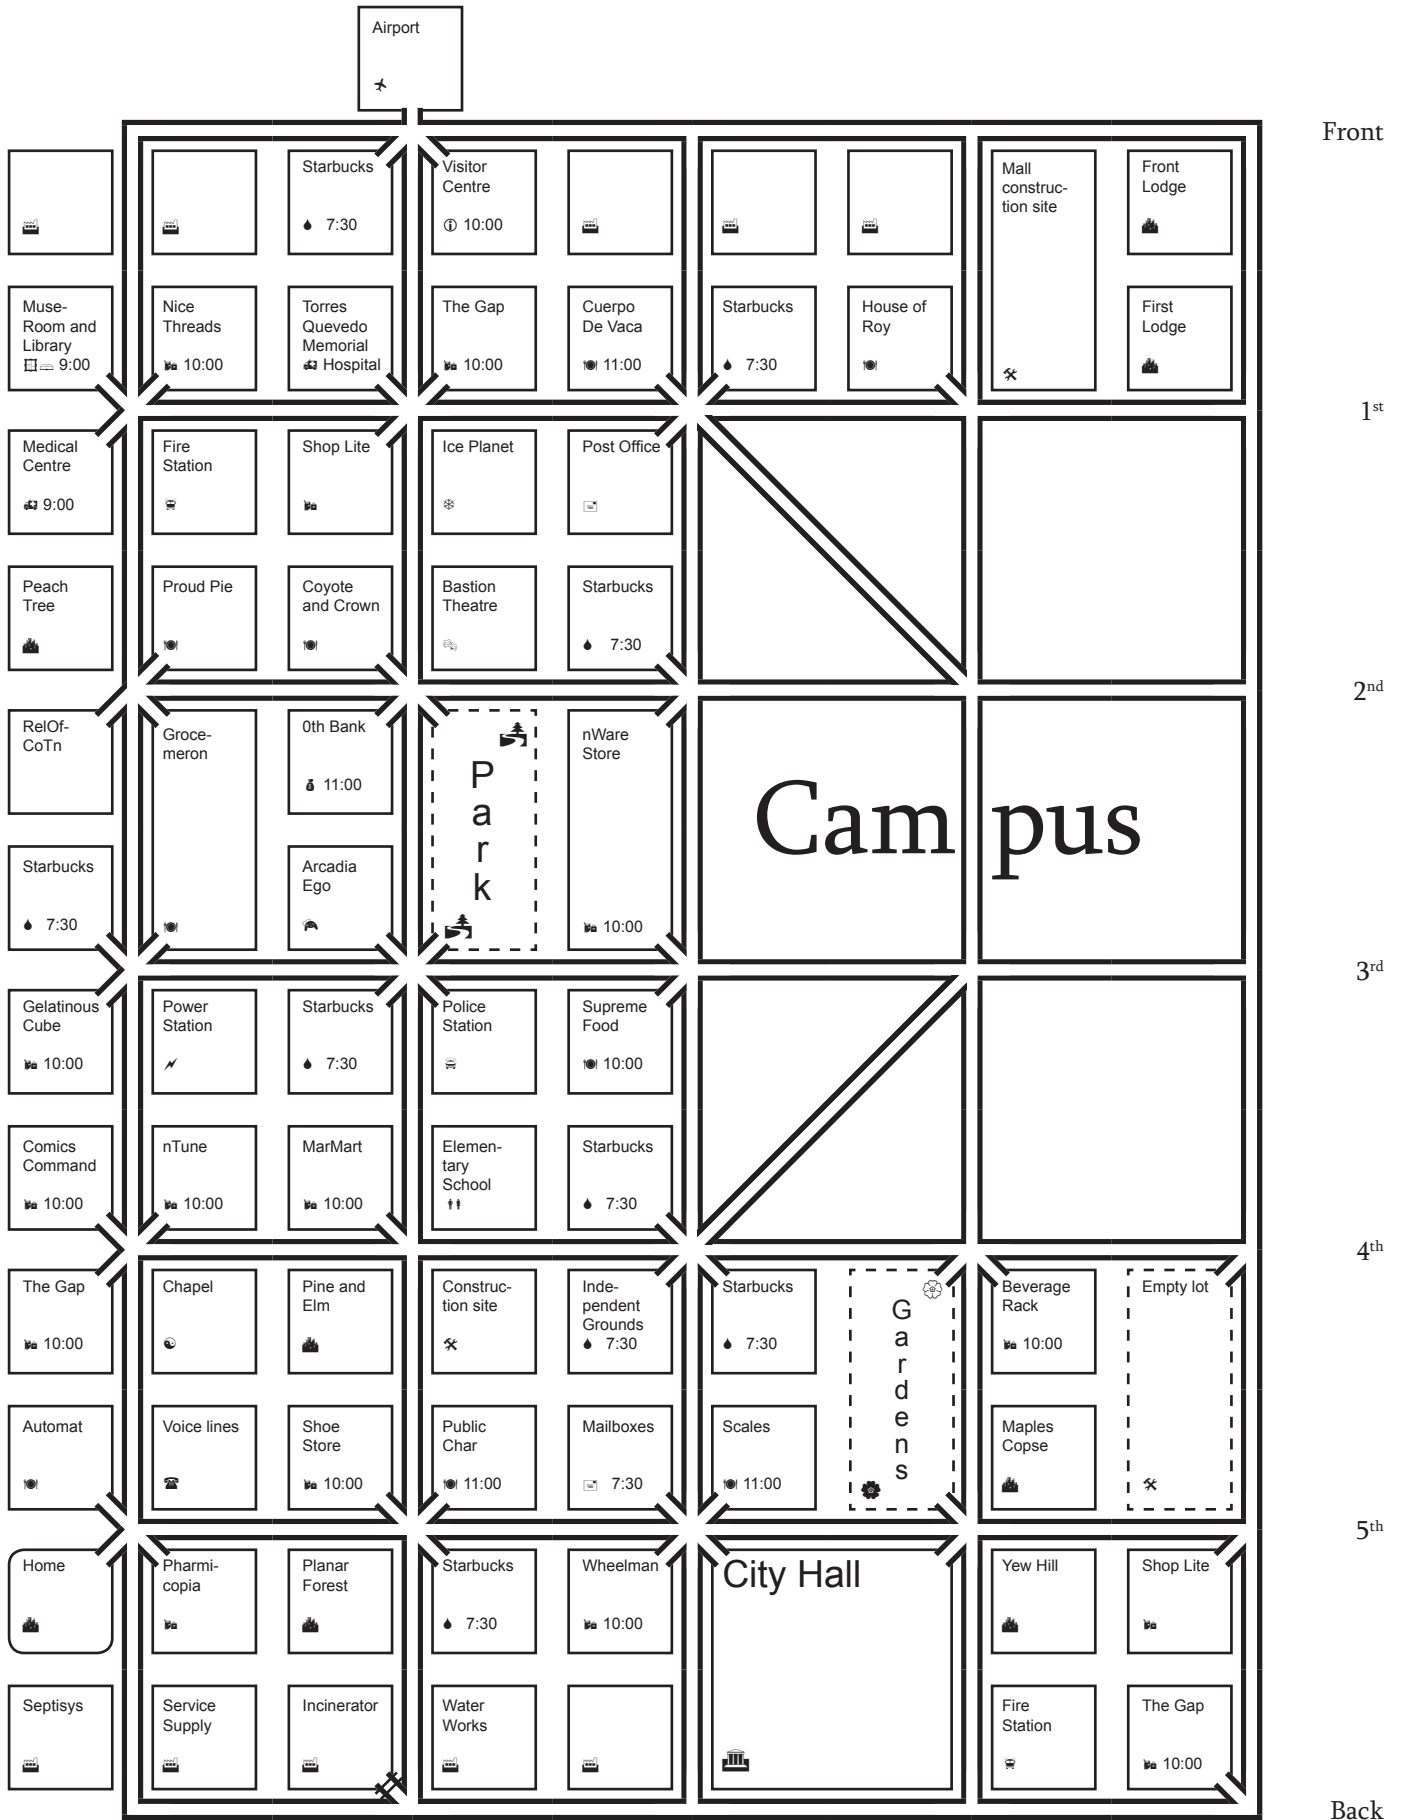 Airport
Front
Starbucks
7:30
Visitor
Centre
10:00
Mall
construc-
tion site
Front
Lodge
Muse-
Room and
Library
9:00
Nice
Threads
10:00
Torres
Quevedo
Memorial
Hospital
The Gap
10:00
Cuerpo
De Vaca
11:00
Starbucks
7:30
House of
Roy
First
Lodge
1st
Medical
Centre
9:00
Fire
Station
Shop Lite
Ice Planet
Post Office
Peach
Tree
Proud Pie
Coyote
and Crown
Bastion
Theatre
Starbucks
7:30
2nd
RelOf-
CoTn
Groce-
meron
0th Bank
11:00
Park
nWare
Store
10:00
Campus
Starbucks
7:30
Arcadia
Ego
3rd
Gelatinous
Cube
10:00
Power
Station
Starbucks
7:30
Police
Station
Supreme
Food
10:00
Comics
Command
10:00
nTune
10:00
MarMart
10:00
Elemen-
tary
School
Starbucks
7:30
4th
The Gap
10:00
Chapel
Pine and
Elm
Construc-
tion site
Inde-
pendent
Grounds
7:30
Starbucks
7:30
Gardens
Beverage
Rack
10:00
Empty lot
Automat
Voice lines
Shoe
Store
10:00
Public
Char
11:00
Mailboxes
7:30
Scales
11:00
Maples
Copse
5th
Home
Pharmi-
copia
Planar
Forest
Starbucks
7:30
Wheelman
10:00
City Hall
Yew Hill
Shop Lite
Septisys
Service
Supply
Incinerator
Water
Works
Fire
Station
The Gap
10:00
Back